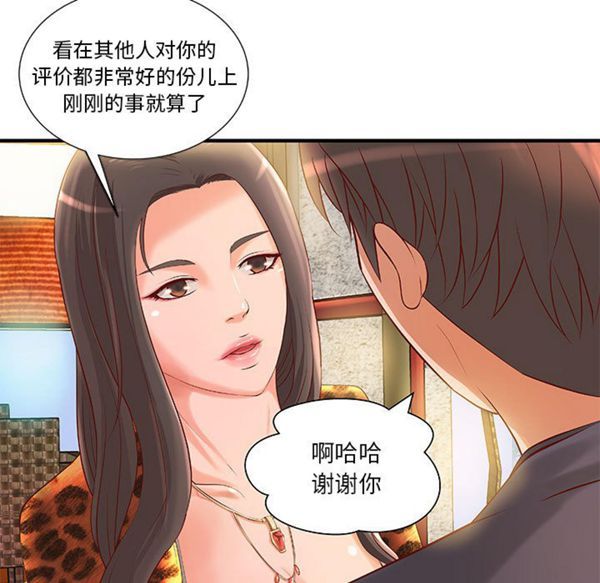 看在其他人对你的
评价都非常好的份儿上
刚刚的事就算了
啊哈哈
谢谢你